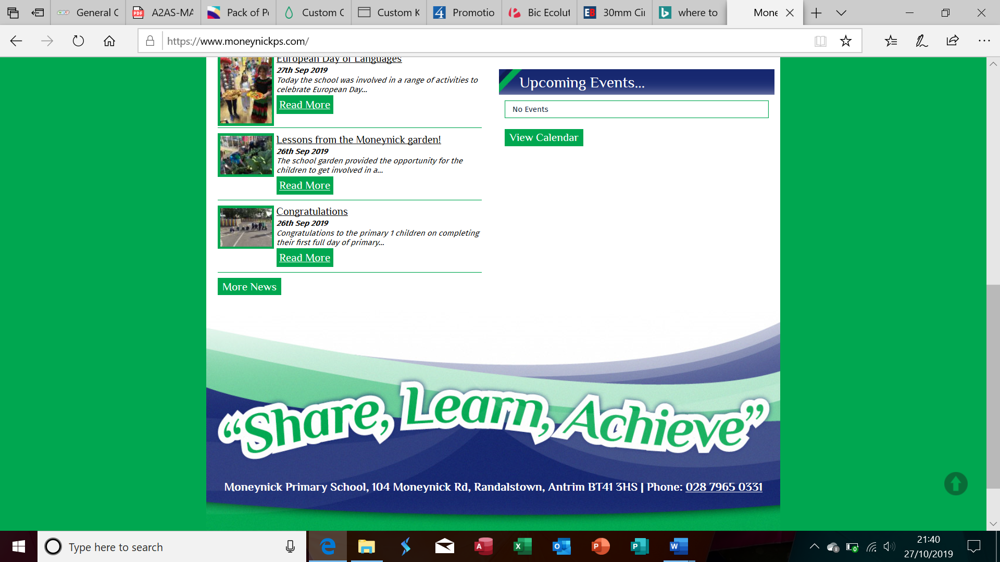 General C
A2AS-MA
Pack of Po
Custom C
Custom K
Promotio
Bic Ecolut
30mm Cir
where to
Mone
https://www.moneynickps.com/
European Day of Languages
27th Sep 2019
Today the school was involved in a range of activities to
celebrate European Day...
Read More
Lessons from the Moneynick garden!
26th Sep 2019
The school garden provided the opportunity for the
children to get involved in a...
Read More
Congratulations
26th Sep 2019
Congratulations to the primary 1 children on completing
their first full day of primary...
Read More
More News
Upcoming Events...
No Events
View Calendar
“Share, Learn, Achieve”
Moneynick Primary School, 104 Moneynick Rd, Randalstown, Antrim BT41 3HS | Phone: 028 7965 0331
Type here to search
21:40
27/10/2019